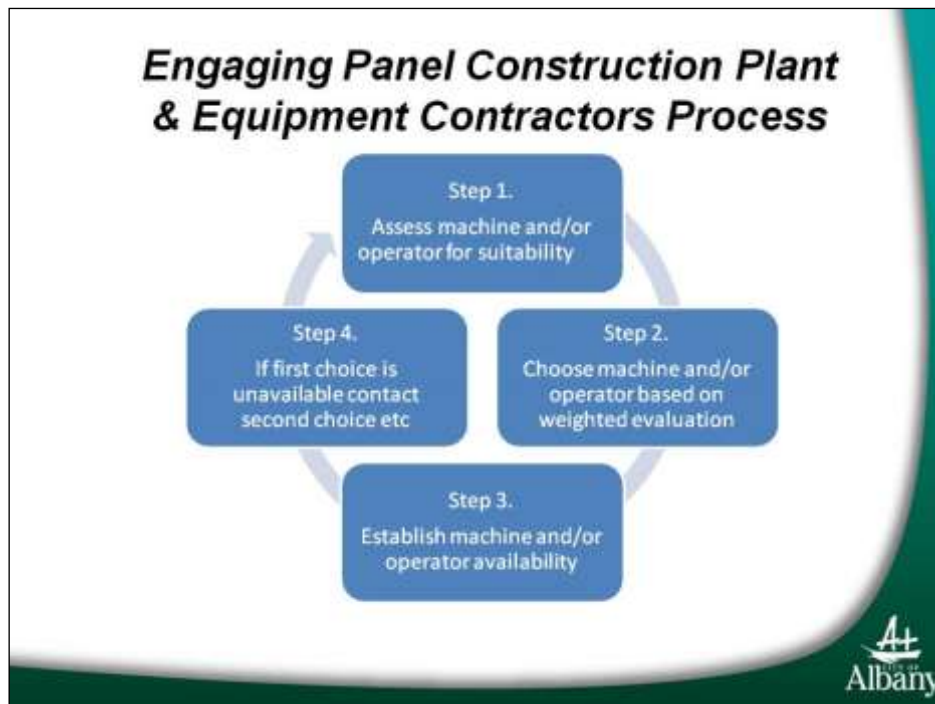 Engaging Panel Construction Plant
& Equipment Contractors Process
Step 1.
Assess machine and/or
operator for suitability
Step 2.
Choose machine and/or
operator based on
weighted evaluation
Step 3.
Establish machine and/or
operator availability
Step 4.
If first choice is
unavailable contact
second choice etc
CITY OF
Albany